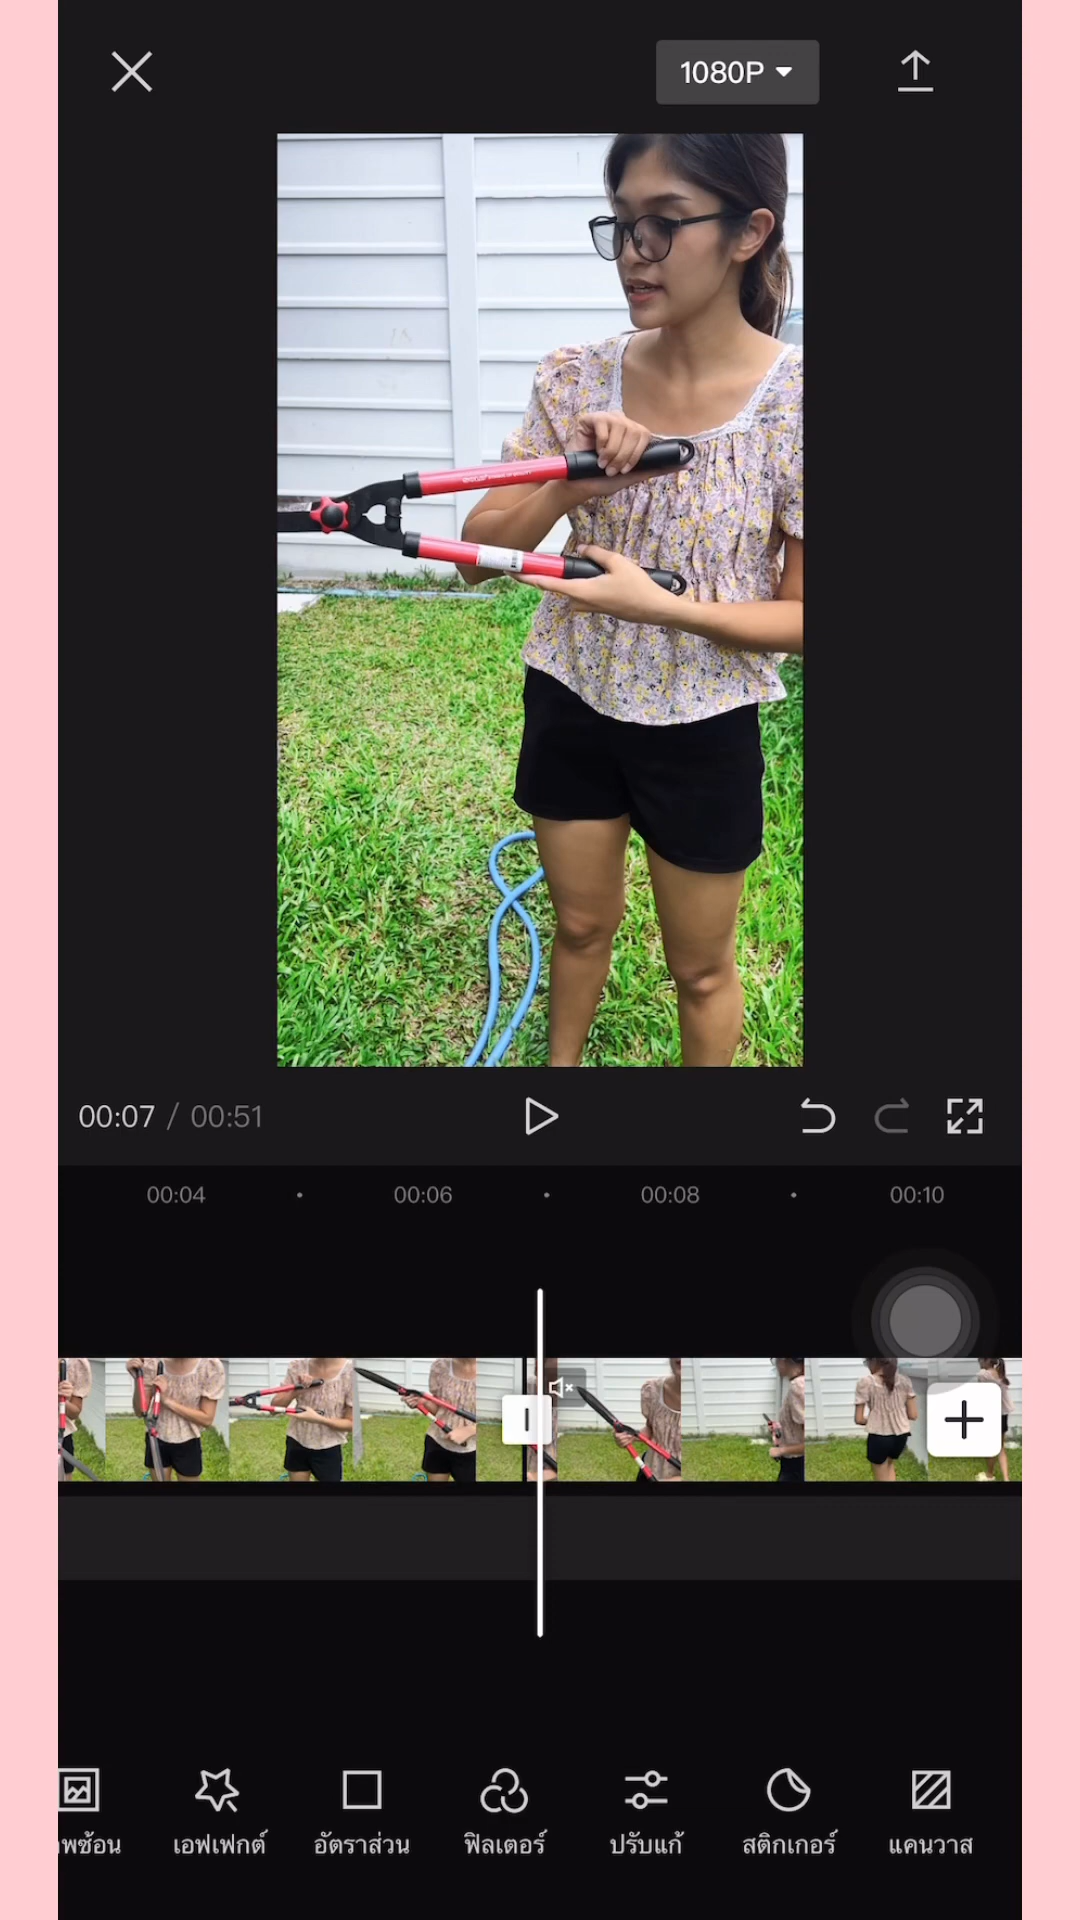 1080P
00:07 / 00:51
00:04 00:06 00:08 00:10
พซ้อน เอฟเฟกต์ อัตราส่วน ฟิลเตอร์ ปรับแก้ สติกเกอร์ แคนวาส